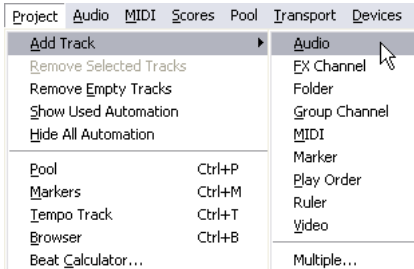 Project Audio MIDI Scores Pool Transport Devices
Add Track
Remove Selected Tracks
Remove Empty Tracks
Show Used Automation
Hide All Automation
Pool Ctrl+P
Markers Ctrl+M
Tempo Track Ctrl+T
Browser Ctrl+B
Beat Calculator...
Audio
FX Channel
Folder
Group Channel
MIDI
Marker
Play Order
Ruler
Video
Multiple...